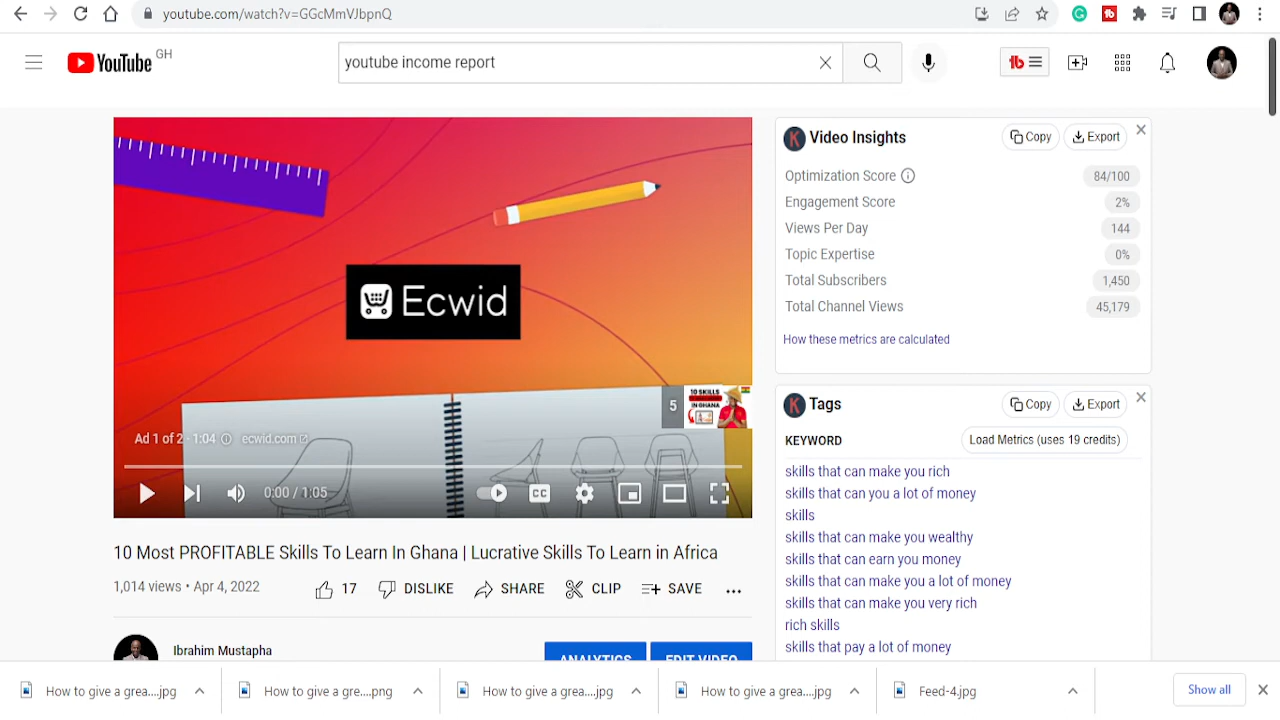 youtube.com/watch?v=GGcMmVJbpnQ
YouTube GH
youtube income report
Ecwid
5
10 SKILLS
IN GHANA
Ad 1 of 2 · 1:04 ecwid.com
0:00 / 1:05
CC
10 Most PROFITABLE Skills To Learn In Ghana | Lucrative Skills To Learn in Africa
1,014 views • Apr 4, 2022
17 DISLIKE SHARE CLIP SAVE ...
Ibrahim Mustapha
ANALYTICS EDIT VIDEO
K Video Insights Copy Export
Optimization Score 84/100
Engagement Score 2%
Views Per Day 144
Topic Expertise 0%
Total Subscribers 1,450
Total Channel Views 45,179
How these metrics are calculated
K Tags Copy Export
KEYWORD Load Metrics (uses 19 credits)
skills that can make you rich
skills that can you a lot of money
skills
skills that can make you wealthy
skills that can earn you money
skills that can make you a lot of money
skills that can make you very rich
rich skills
skills that pay a lot of money
How to give a grea....jpg
How to give a gre....png
How to give a grea....jpg
How to give a grea....jpg
Feed-4.jpg
Show all